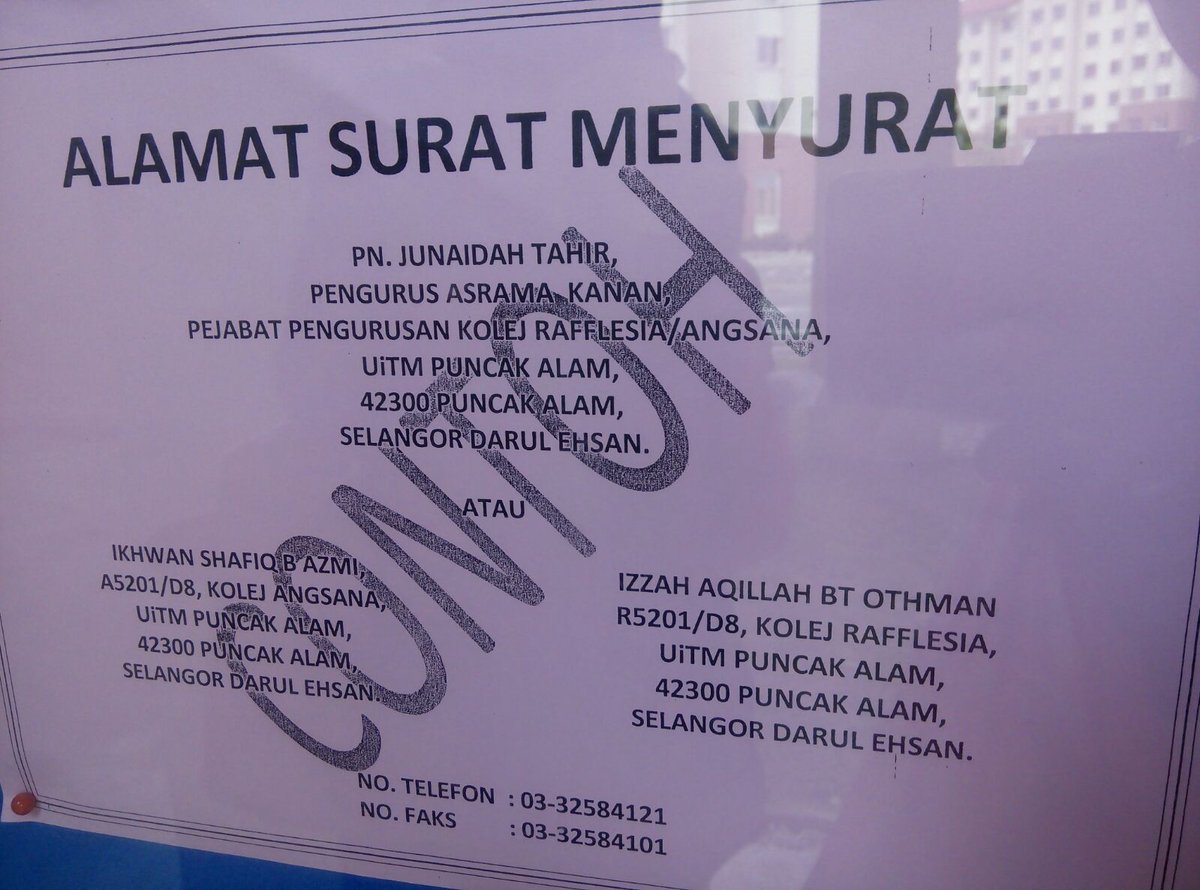 ALAMAT SURAT MENYURAT
PN. JUNAIDAH TAHIR,
PENGURUS ASRAMA KANAN,
PEJABAT PENGURUSAN KOLEJ RAFFLESIA/ANGSANA,
UiTM PUNCAK ALAM,
42300 PUNCAK ALAM,
SELANGOR DARUL EHSAN.
ATAU
IKHWAN SHAFIQ B AZMI,
A5201/D8, KOLEJ ANGSANA,
UiTM PUNCAK ALAM,
42300 PUNCAK ALAM,
SELANGOR DARUL EHSAN.
IZZAH AQILLAH BT OTHMAN
R5201/D8, KOLEJ RAFFLESIA,
UiTM PUNCAK ALAM,
42300 PUNCAK ALAM,
SELANGOR DARUL EHSAN.
NO. TELEFON : 03-32584121
NO. FAKS : 03-32584101
CONTOH